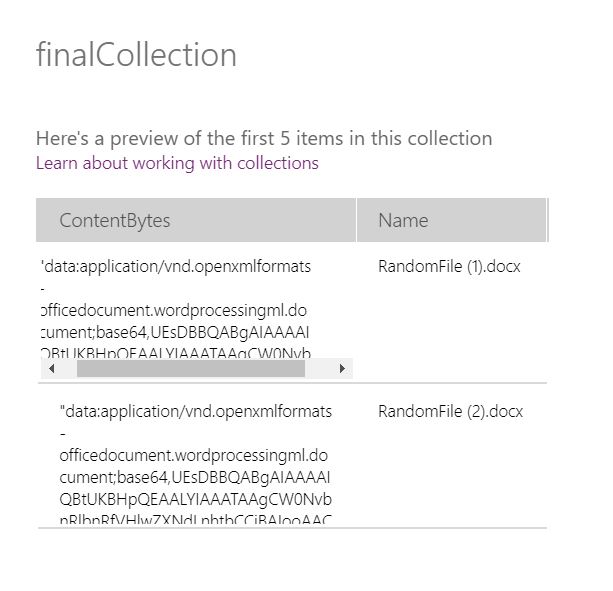 finalCollection
Here's a preview of the first 5 items in this collection
Learn about working with collections
ContentBytes Name
"data:application/vnd.openxmlformats RandomFile (1).docx
-
officedocument.wordprocessingml.do
cument;base64,UEsDBBQABgAIAAAAI
QBtUKBHpQEAALYIAAATAAgCW0Nvb
"data:application/vnd.openxmlformats RandomFile (2).docx
-
officedocument.wordprocessingml.do
cument;base64,UEsDBBQABgAIAAAAI
QBtUKBHpQEAALYIAAATAAgCW0Nvb